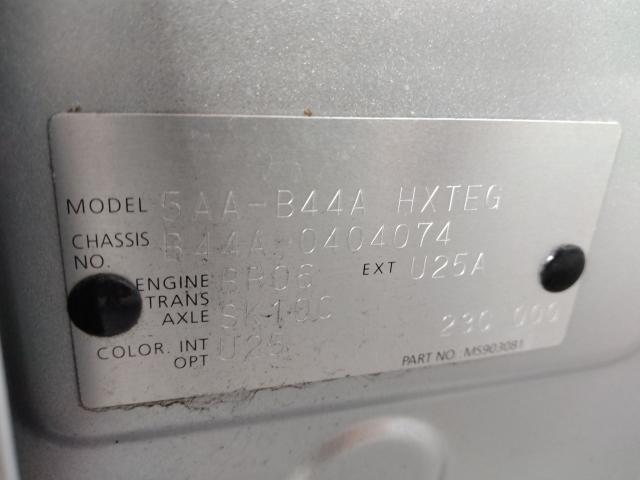 MODEL 5AA-B44A HXTEG
CHASSIS NO. B44A-0404074
ENGINE BR06 EXT U25A
TRANS AXLE
COLOR. INT U25 290 000
OPT PART NO. MS903081